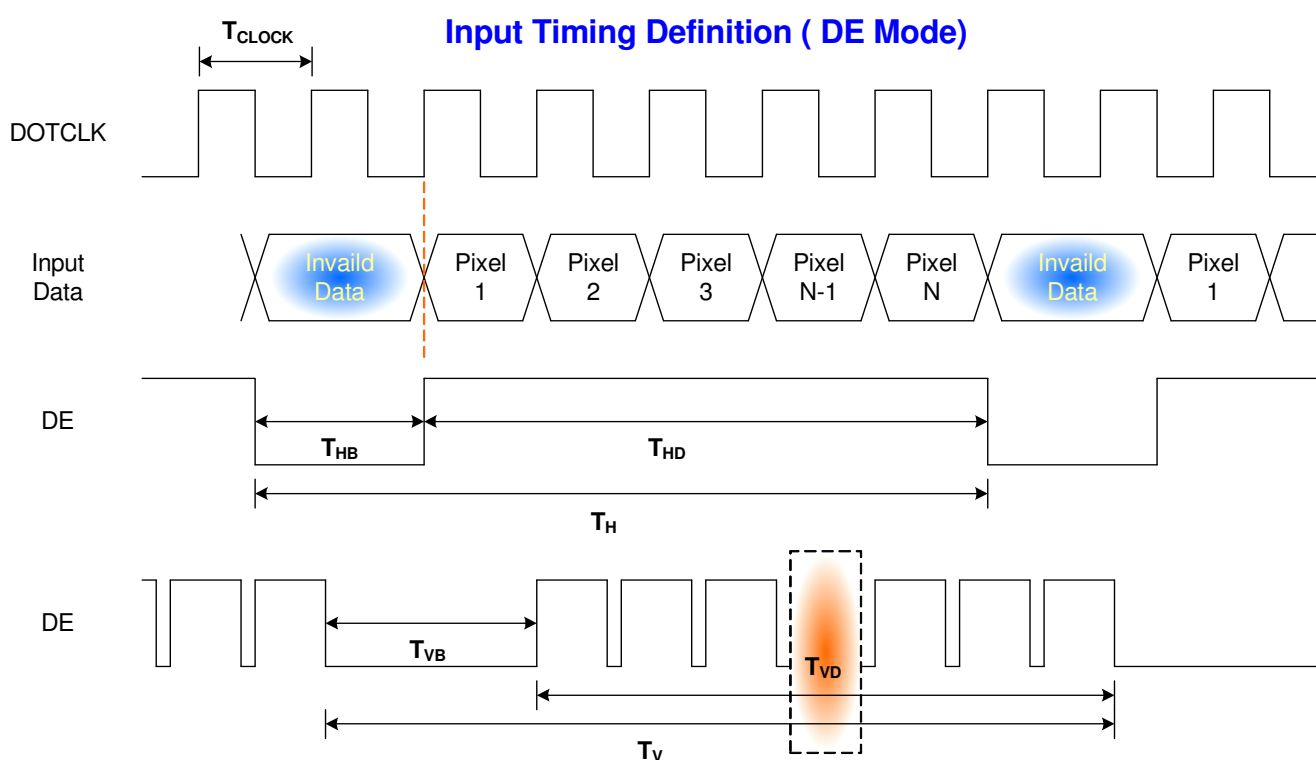 Input Timing Definition ( DE Mode)
TCLOCK
DOTCLK
Input
Data
Invaild
Data
Pixel
1
Pixel
2
Pixel
3
Pixel
N-1
Pixel
N
Invaild
Data
Pixel
1
DE
THB
THD
TH
DE
TVB
TVD
TV